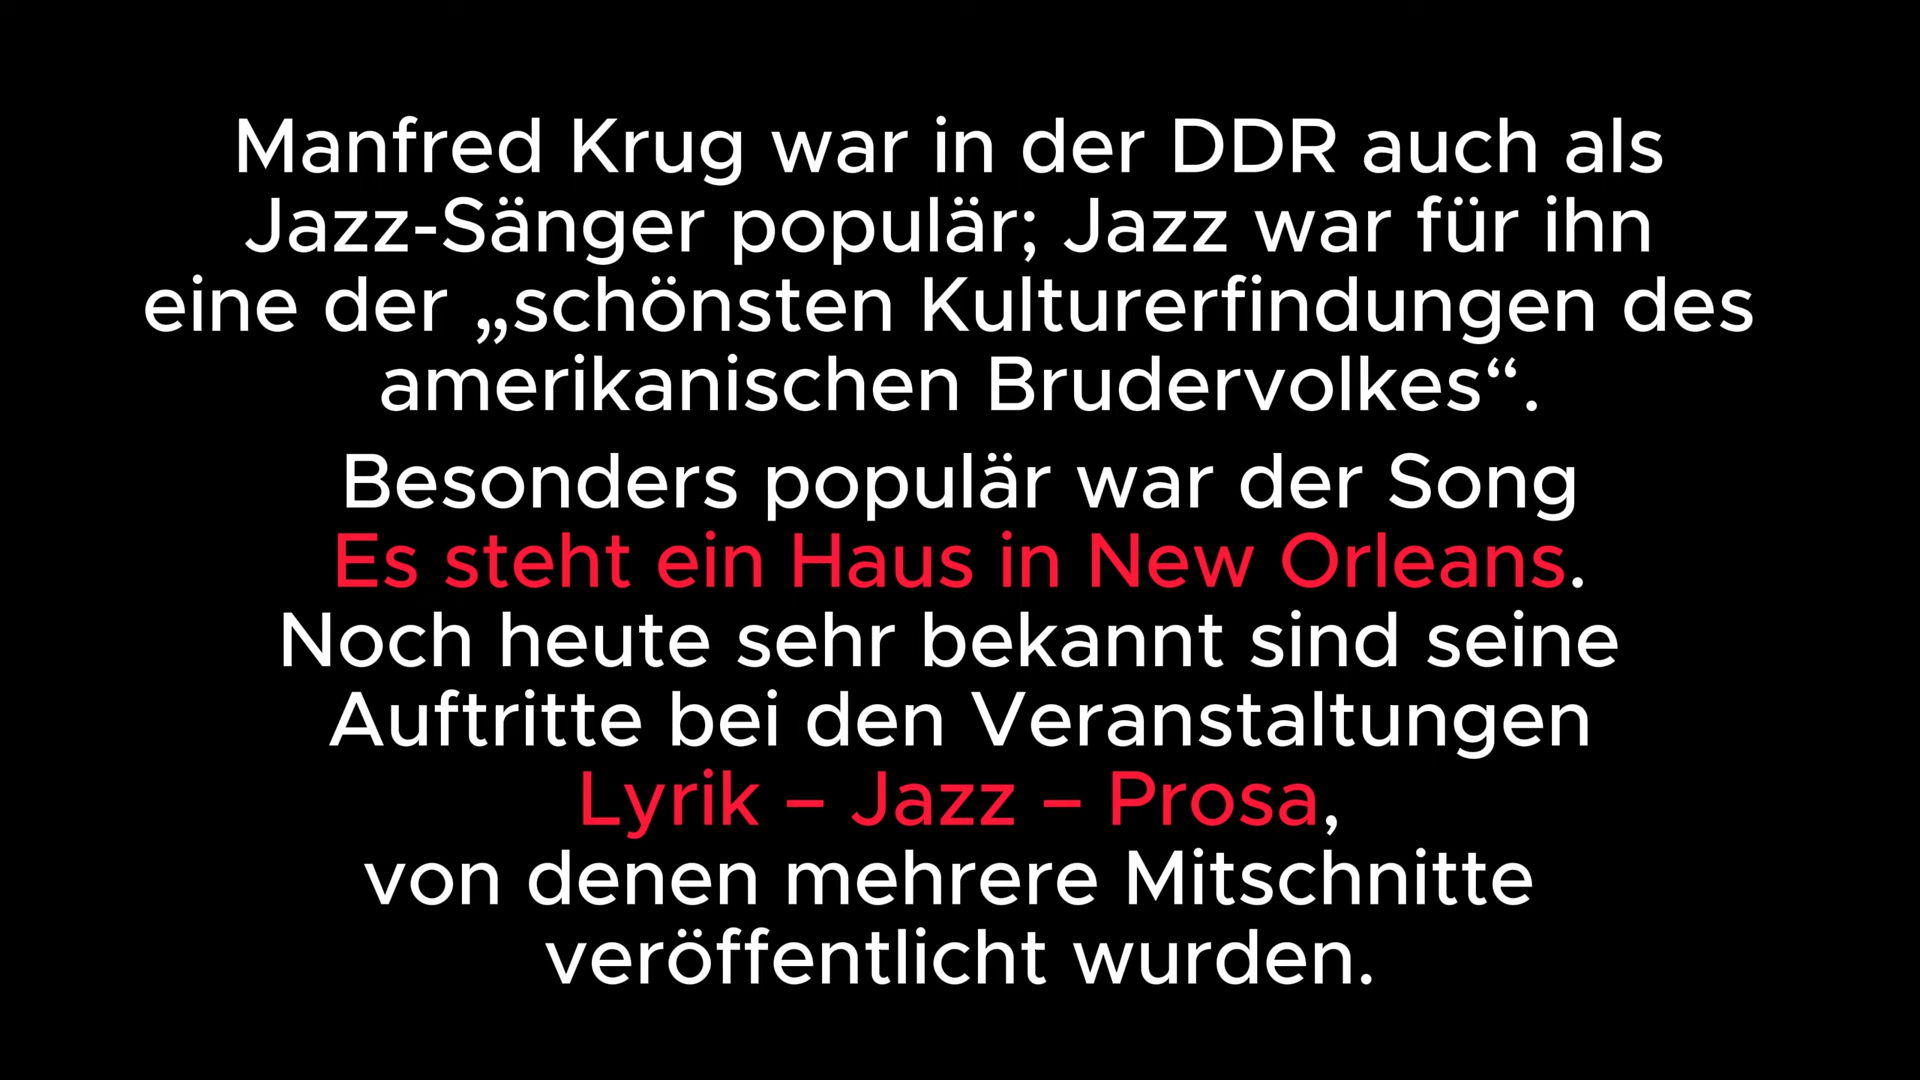 Manfred Krug war in der DDR auch als
Jazz-Sänger populär; Jazz war für ihn
eine der „schönsten Kulturerfindungen des
amerikanischen Brudervolkes“.
Besonders populär war der Song
Es steht ein Haus in New Orleans.
Noch heute sehr bekannt sind seine
Auftritte bei den Veranstaltungen
Lyrik – Jazz – Prosa,
von denen mehrere Mitschnitte
veröffentlicht wurden.